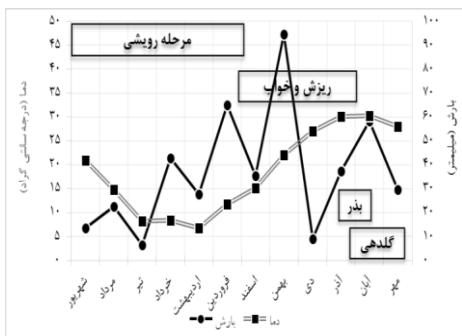 مرحله رویشی
ریزش و خواب
بذر
گلدهی
دما (درجه سانتی گراد)
۵۰
۴۵
۴۰
۳۵
۳۰
۲۵
۲۰
۱۵
۱۰
۵
۰
بارش (میلیمتر)
۱۰۰
۹۰
۸۰
۷۰
۶۰
۵۰
۴۰
۳۰
۲۰
۱۰
۰
مهر
آبان
آذر
دی
بهمن
اسفند
فروردین
اردیبهشت
خرداد
تیر
مرداد
شهریور
دما
بارش